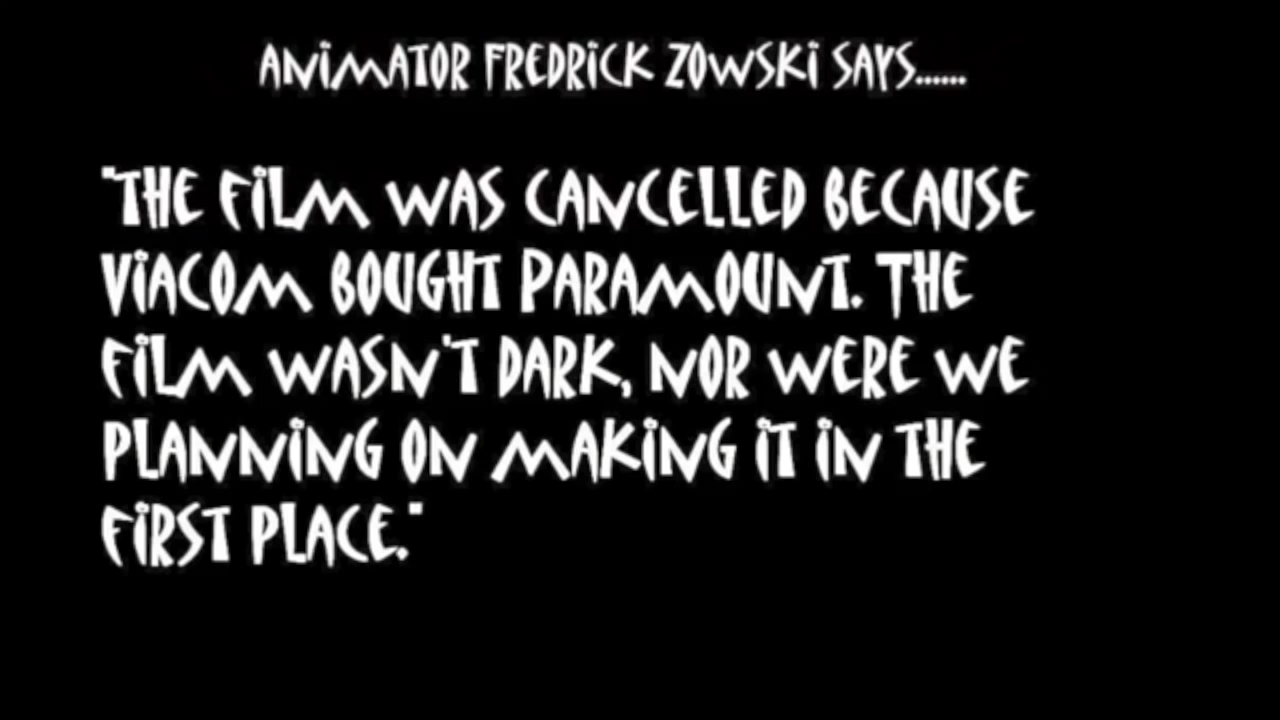 ANiMATOR FREDRiCK ZOWSKi SAYS......
"THE FiLM WAS CANCELLED BECAUSE
ViACOM BOUGHT PARAMOUNT. THE
FiLM WASN'T DARK, NOR WERE WE
PLANNiNG ON MAKiNG iT iN THE
FiRST PLACE."